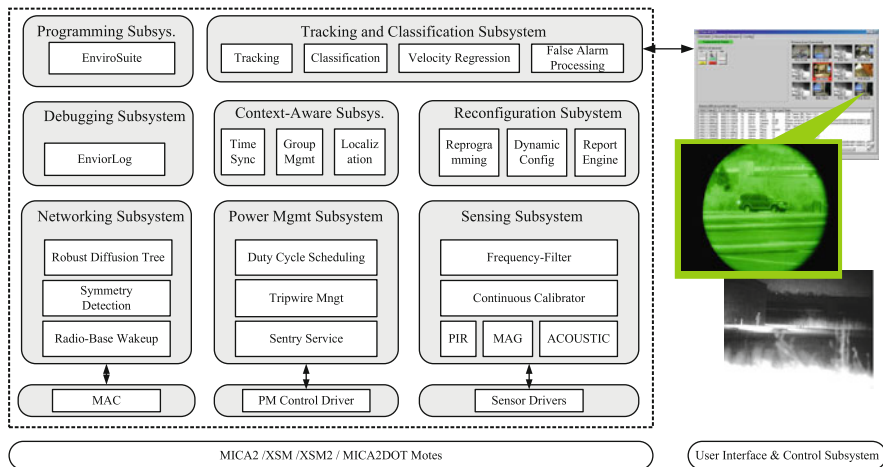 Programming Subsys.
EnviroSuite
Tracking and Classification Subsystem
Tracking
Classification
Velocity Regression
False Alarm
Processing
Debugging Subsystem
EnviorLog
Context-Aware Subsys.
Time
Sync
Group
Mgmt
Localiz
ation
Reconfiguration Subystem
Reprogra
mming
Dynamic
Config
Report
Engine
Networking Subsystem
Robust Diffusion Tree
Symmetry
Detection
Radio-Base Wakeup
Power Mgmt Subsystem
Duty Cycle Scheduling
Tripwire Mngt
Sentry Service
Sensing Subsystem
Frequency-Filter
Continuous Calibrator
PIR
MAG
ACOUSTIC
MAC
PM Control Driver
Sensor Drivers
MICA2 /XSM /XSM2 / MICA2DOT Motes
User Interface & Control Subsystem